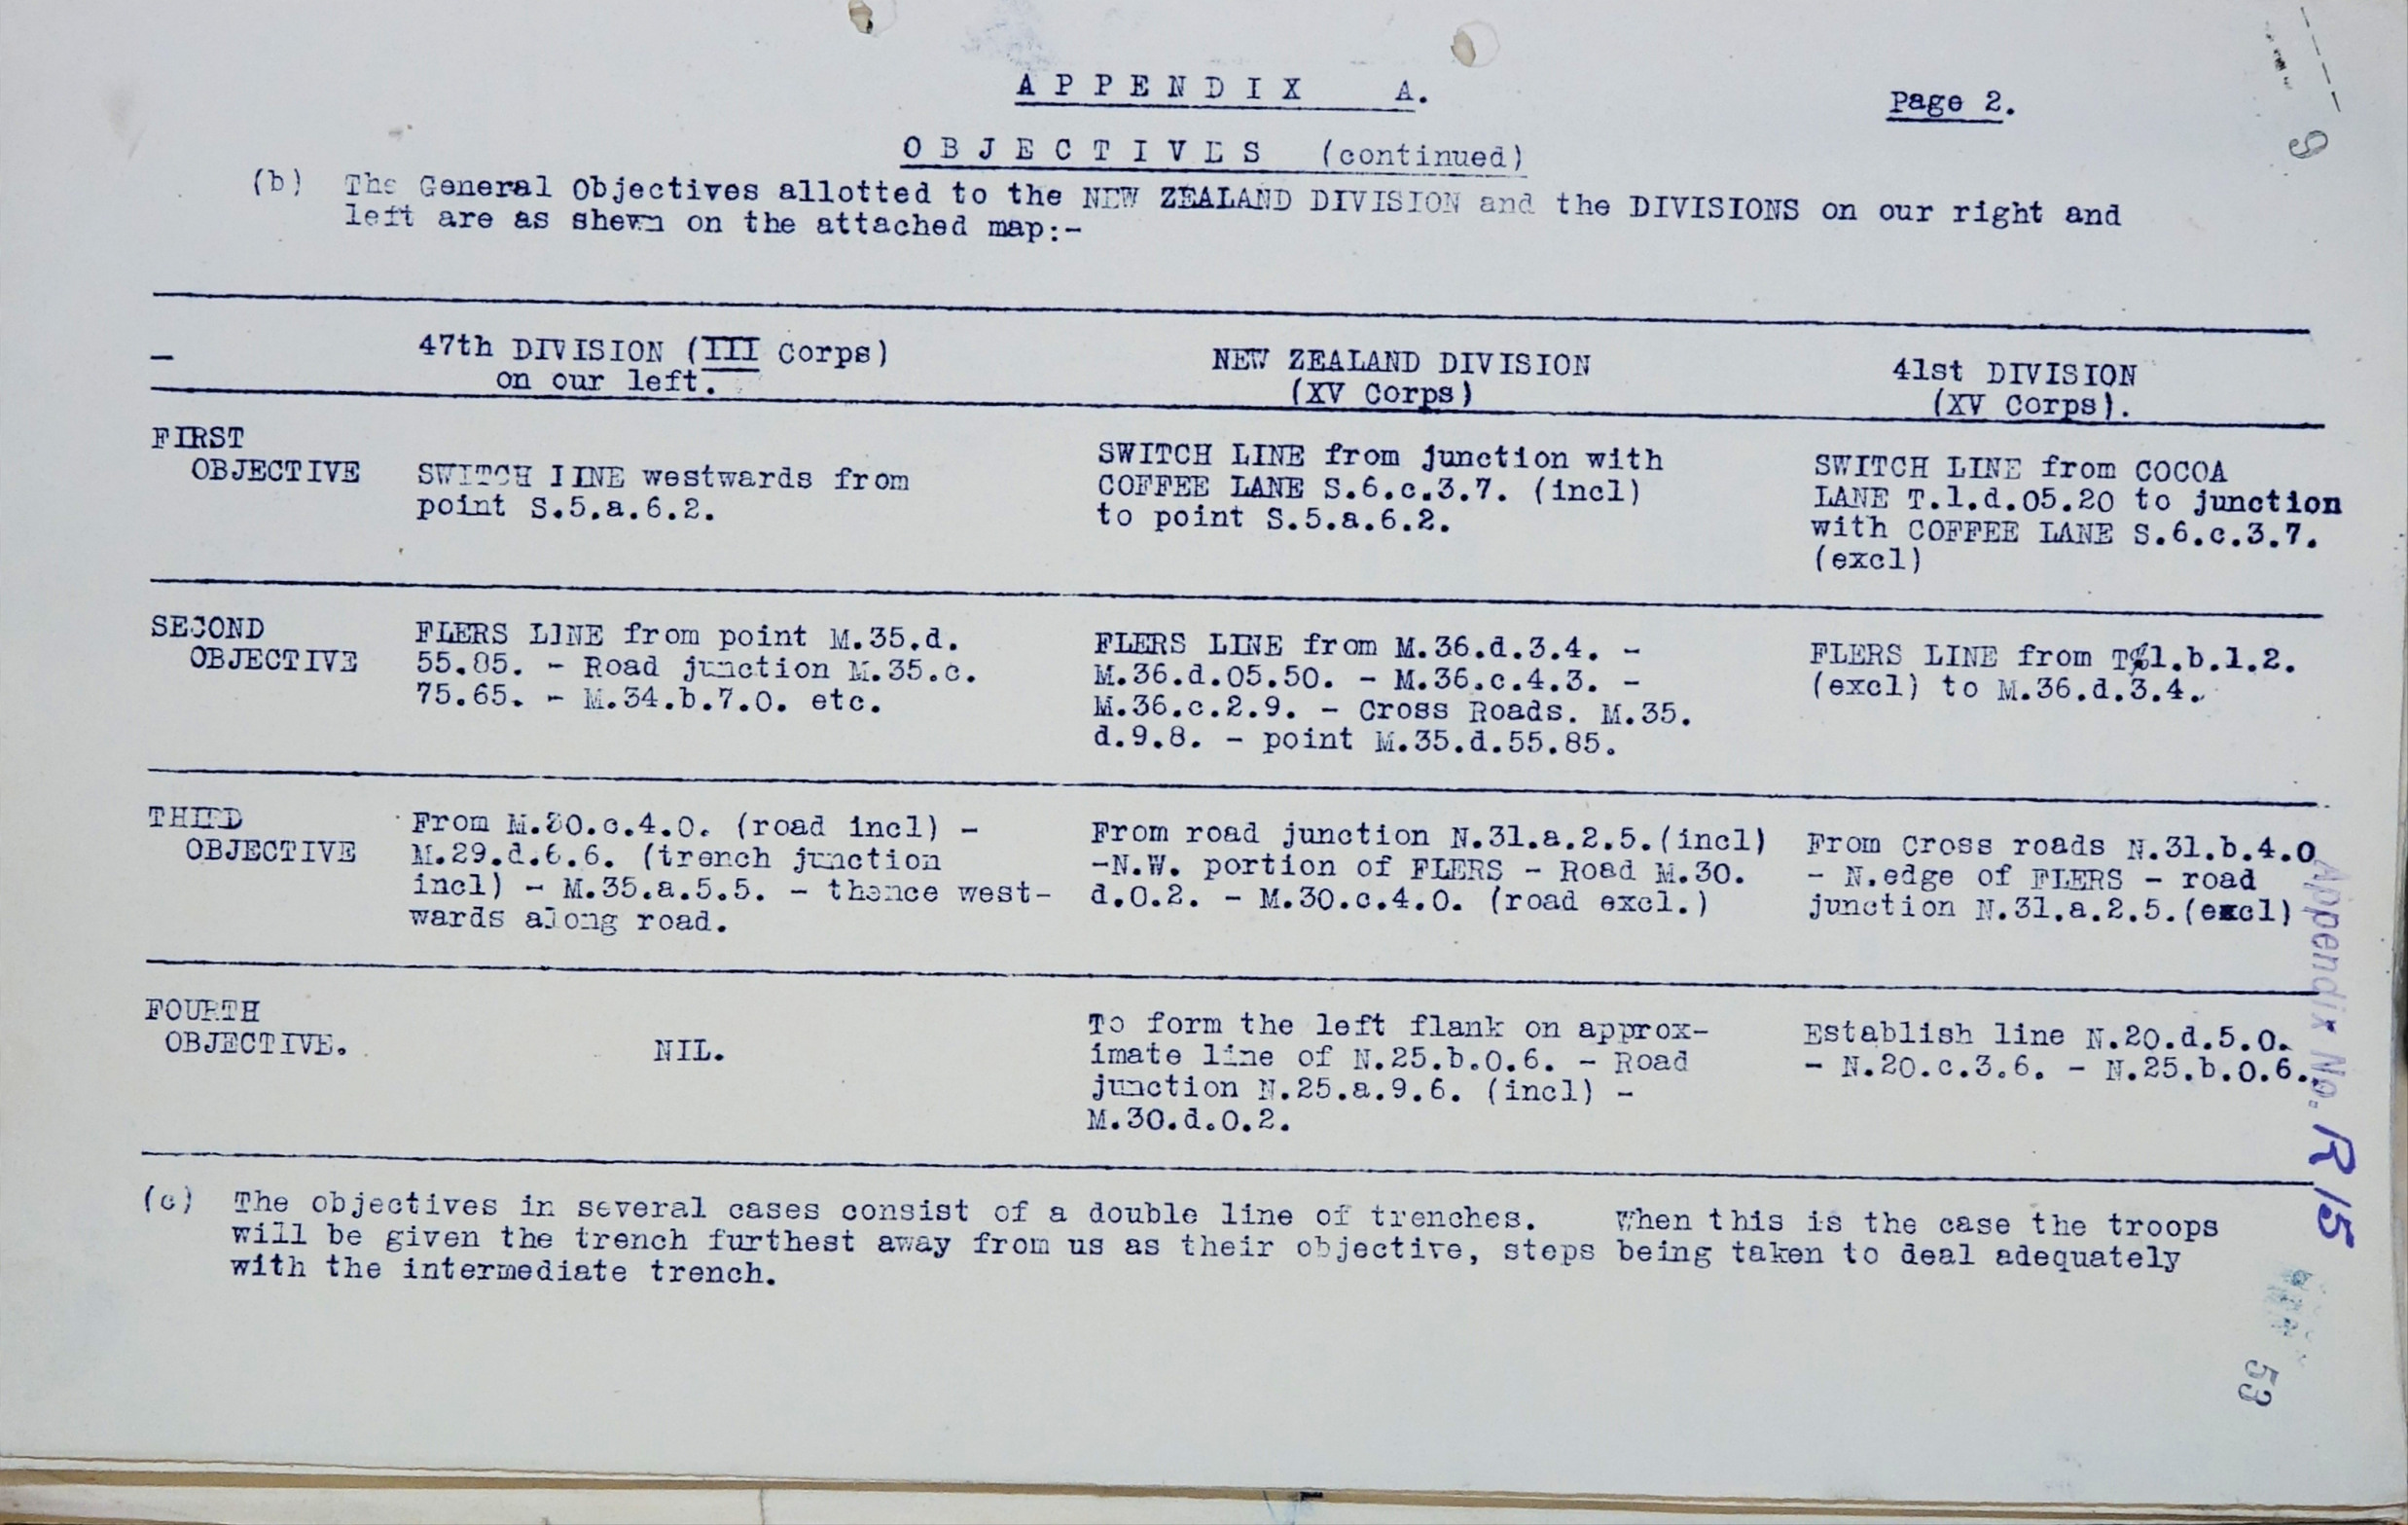 APPENDIX A.
Page 2.
OBJECTIVES (continued)
(b) The General Objectives allotted to the NEW ZEALAND DIVISION and the DIVISIONS on our right and
left are as shewn on the attached map:-
47th DIVISION (III Corps)
on our left.
NEW ZEALAND DIVISION
(XV Corps)
41st DIVISION
(XV Corps).
FIRST
OBJECTIVE
SWITCH LINE westwards from
point S.5.a.6.2.
SWITCH LINE from junction with
COFFEE LANE S.6.c.3.7. (incl)
to point S.5.a.6.2.
SWITCH LINE from COCOA
LANE T.1.d.05.20 to junction
with COFFEE LANE S.6.c.3.7.
(excl)
SECOND
OBJECTIVE
FLERS LINE from point M.35.d.
55.85. - Road junction M.35.c.
75.65. - M.34.b.7.0. etc.
FLERS LINE from M.36.d.3.4. -
M.36.d.05.50. - M.36.c.4.3. -
M.36.c.2.9. - Cross Roads. M.35.
d.9.8. - point M.35.d.55.85.
FLERS LINE from T.1.b.1.2.
(excl) to M.36.d.3.4.
THIRD
OBJECTIVE
From M.30.c.4.0. (road incl) -
M.29.d.6.6. (trench junction
incl) - M.35.a.5.5. - thence west-
wards along road.
From road junction N.31.a.2.5.(incl)
-N.W. portion of FLERS - Road M.30.
d.0.2. - M.30.c.4.0. (road excl.)
From Cross roads N.31.b.4.0
- N.edge of FLERS - road
junction N.31.a.2.5.(excl)
FOURTH
OBJECTIVE.
NIL.
To form the left flank on approx-
imate line of N.25.b.0.6. - Road
junction N.25.a.9.6. (incl) -
M.30.d.0.2.
Establish line N.20.d.5.0.
- N.20.c.3.6. - N.25.b.0.6.
(c) The objectives in several cases consist of a double line of trenches. When this is the case the troops
will be given the trench furthest away from us as their objective, steps being taken to deal adequately
with the intermediate trench.
Appendix No. R/15
9
53